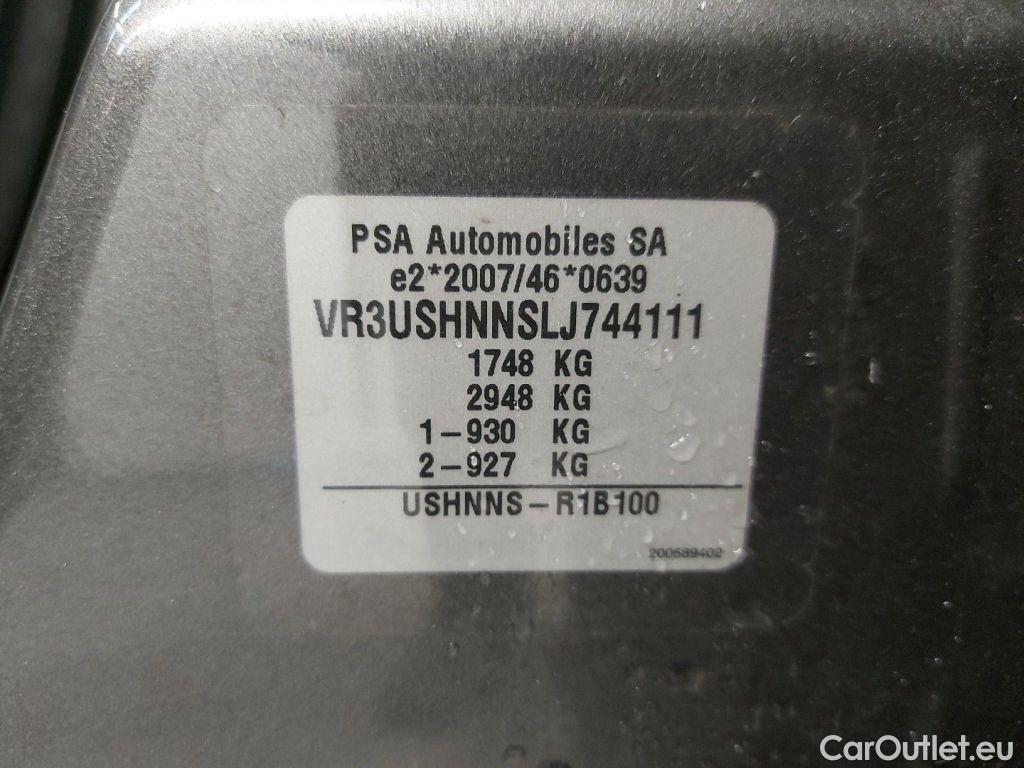 PSA Automobiles SA
e2*2007/46*0639
VR3USHNNSLJ744111
1748 KG
2948 KG
1-930 KG
2-927 KG
USHNNS-R1B100
200589402
CarOutlet.eu